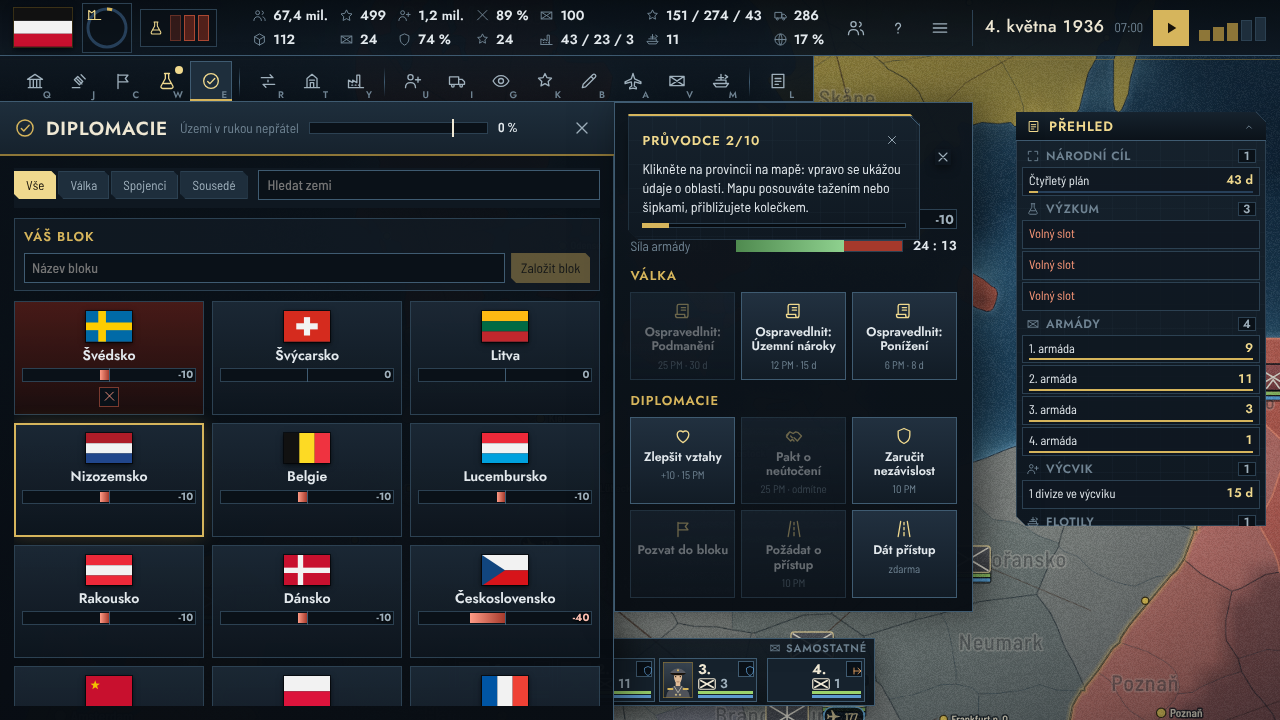 67,4 mil.
499
1,2 mil.
89 %
100
151 / 274 / 43
286
112
24
74 %
24
43 / 23 / 3
11
17 %
?
4. května 1936
07:00
Q
J
C
W
E
R
T
Y
U
I
G
K
B
A
V
M
L
Skåne
DIPLOMACIE
Území v rukou nepřátel
0 %
Vše
Válka
Spojenci
Sousedé
Hledat zemi
VÁŠ BLOK
Název bloku
Založit blok
Švédsko
-10
Švýcarsko
0
Litva
0
Nizozemsko
-10
Belgie
-10
Lucembursko
-10
Rakousko
-10
Dánsko
-10
Československo
-40
PRŮVODCE 2/10
Klikněte na provincii na mapě: vpravo se ukážou
údaje o oblasti. Mapu posouváte tažením nebo
šipkami, přibližujete kolečkem.
-10
Síla armády
24 : 13
VÁLKA
Ospravedlnit:
Podmanění
25 PM · 30 d
Ospravedlnit:
Územní nároky
12 PM · 15 d
Ospravedlnit:
Ponížení
6 PM · 8 d
DIPLOMACIE
Zlepšit vztahy
+10 · 15 PM
Pakt o
neútočení
25 PM · odmítne
Zaručit
nezávislost
10 PM
Pozvat do bloku
Požádat o
přístup
10 PM
Dát přístup
zdarma
PŘEHLED
NÁRODNÍ CÍL
1
Čtyřletý plán
43 d
VÝZKUM
3
Volný slot
Volný slot
Volný slot
ARMÁDY
4
1. armáda
9
2. armáda
11
3. armáda
3
4. armáda
1
VÝCVIK
1
1 divize ve výcviku
15 d
FLOTILY
1
SAMOSTATNÉ
11
3.
3
4.
1
177
ořansko
Neumark
Poznaň
Poznaň
Frankfurt n. O.